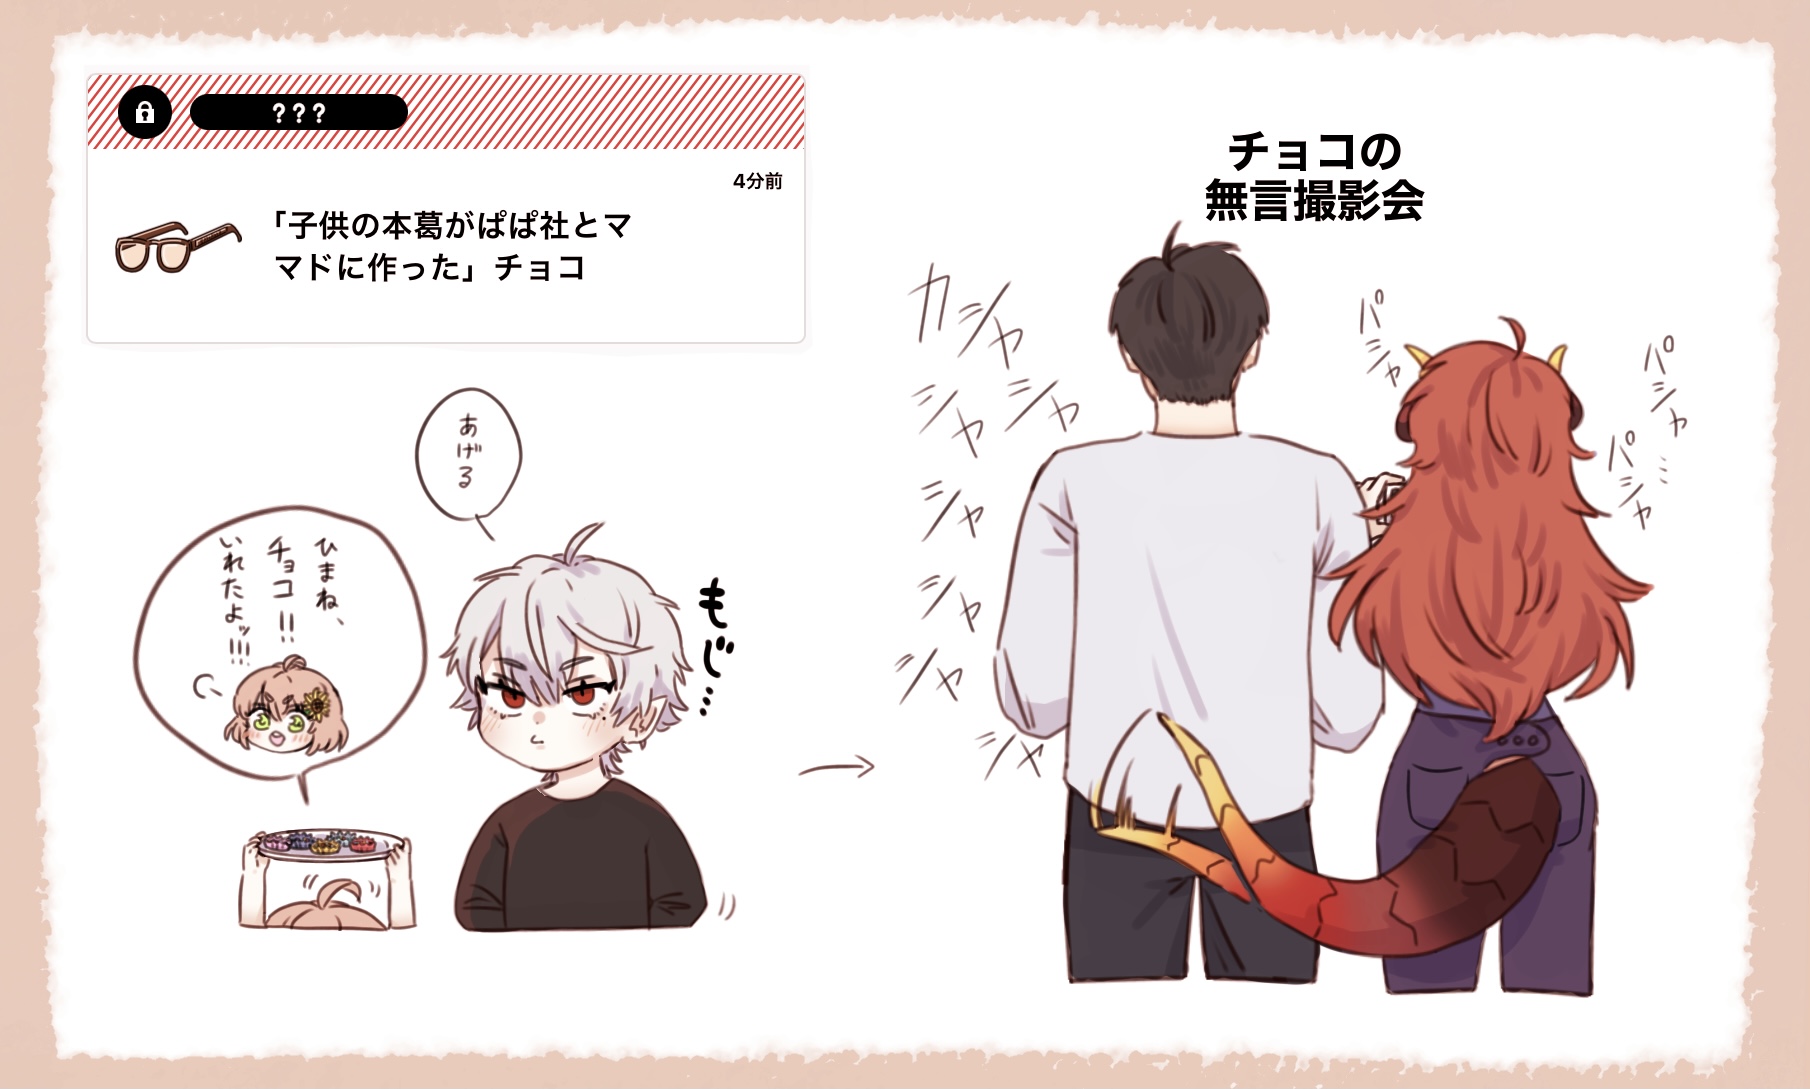 ???
4分前
「子供の本葛がぱぱ社とマ
マドに作った」チョコ
チョコの
無言撮影会
あげる
ひまね、
チョコ!!
いれたよッ!!!
もじ…
カシャ
シャ
シャ
シャ
シャ
シャ
シャ
パシャ
パシャ
パシャ